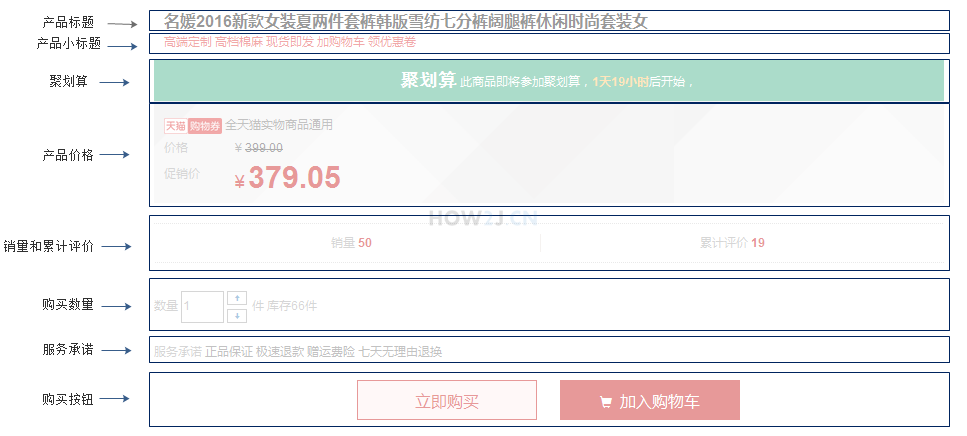 产品标题 名媛2016新款女装夏两件套裤韩版雪纺七分裤阔腿裤休闲时尚套装女
产品小标题 高端定制 高档棉麻 现货即发 加购物车 领优惠卷
聚划算 聚划算 此商品即将参加聚划算，1天19小时后开始，
天猫 购物券 全天猫实物商品通用
价格 ￥399.00
产品价格
促销价 ￥379.05
HOW2J.CN
销量和累计评价 销量 50 累计评价 19
购买数量 数量 1 件 库存66件
服务承诺 服务承诺 正品保证 极速退款 赠运费险 七天无理由退换
购买按钮 立即购买 加入购物车